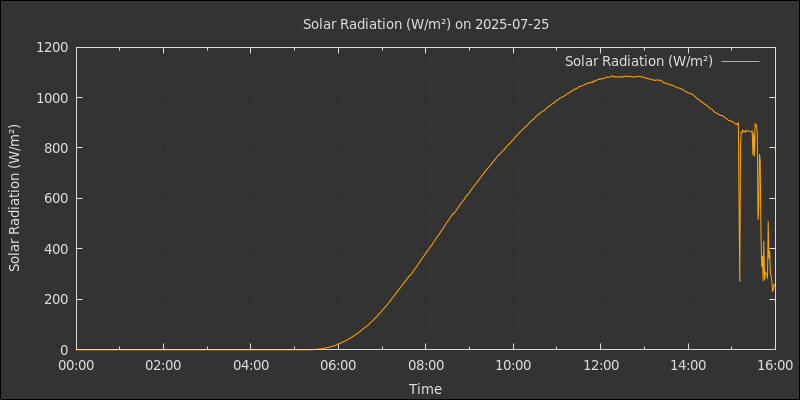 Solar Radiation (W/m²) on 2025-07-25
Solar Radiation (W/m²)
Solar Radiation (W/m²)
1200
1000
800
600
400
200
0
00:00 02:00 04:00 06:00 08:00 10:00 12:00 14:00 16:00
Time